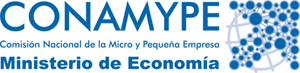 CONAMYPE
Comisión Nacional de la Micro y Pequeña Empresa
Ministerio de Economía